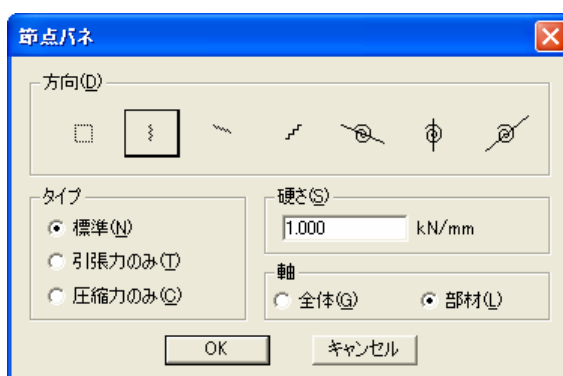 節点バネ
方向(D)
タイプ
標準(N)
引張力のみ(T)
圧縮力のみ(C)
硬さ(S)
1.000 kN/mm
軸
全体(G) 部材(L)
OK キャンセル